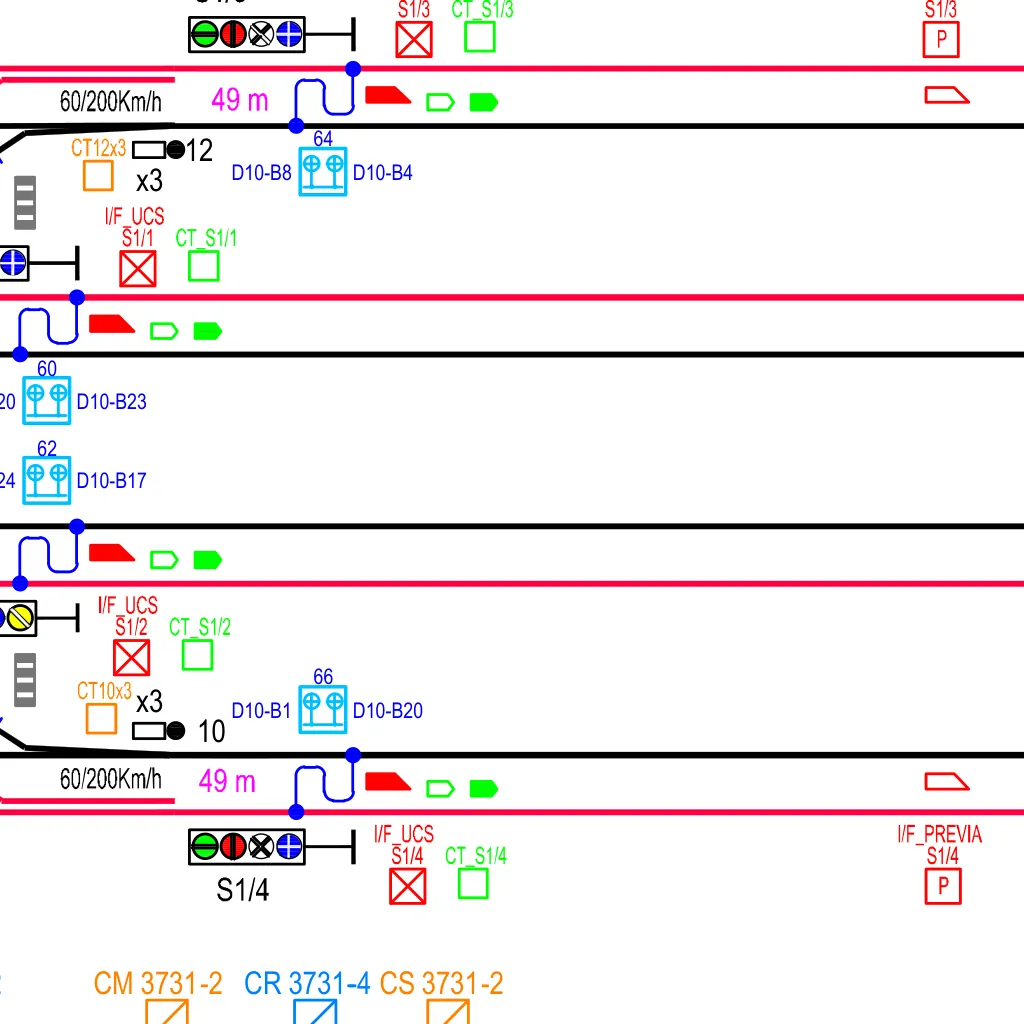 S1/3
CT_S1/3
S1/3
P
60/200Km/h
49 m
64
CT12x3
12
D10-B8
D10-B4
x3
I/F_UCS
S1/1
CT_S1/1
60
20
D10-B23
62
24
D10-B17
I/F_UCS
S1/2
CT_S1/2
66
CT10x3
x3
D10-B1
D10-B20
10
60/200Km/h
49 m
I/F_UCS
S1/4
CT_S1/4
I/F_PREVIA
S1/4
P
S1/4
CM 3731-2
CR 3731-4
CS 3731-2